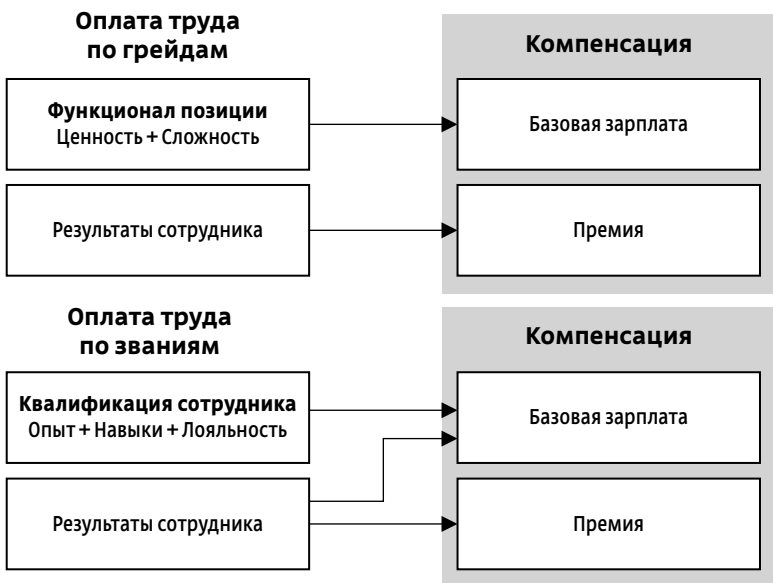 Оплата труда
по грейдам
Компенсация
Функционал позиции
Ценность + Сложность
Базовая зарплата
Результаты сотрудника
Премия
Оплата труда
по званиям
Компенсация
Квалификация сотрудника
Опыт + Навыки + Лояльность
Базовая зарплата
Результаты сотрудника
Премия